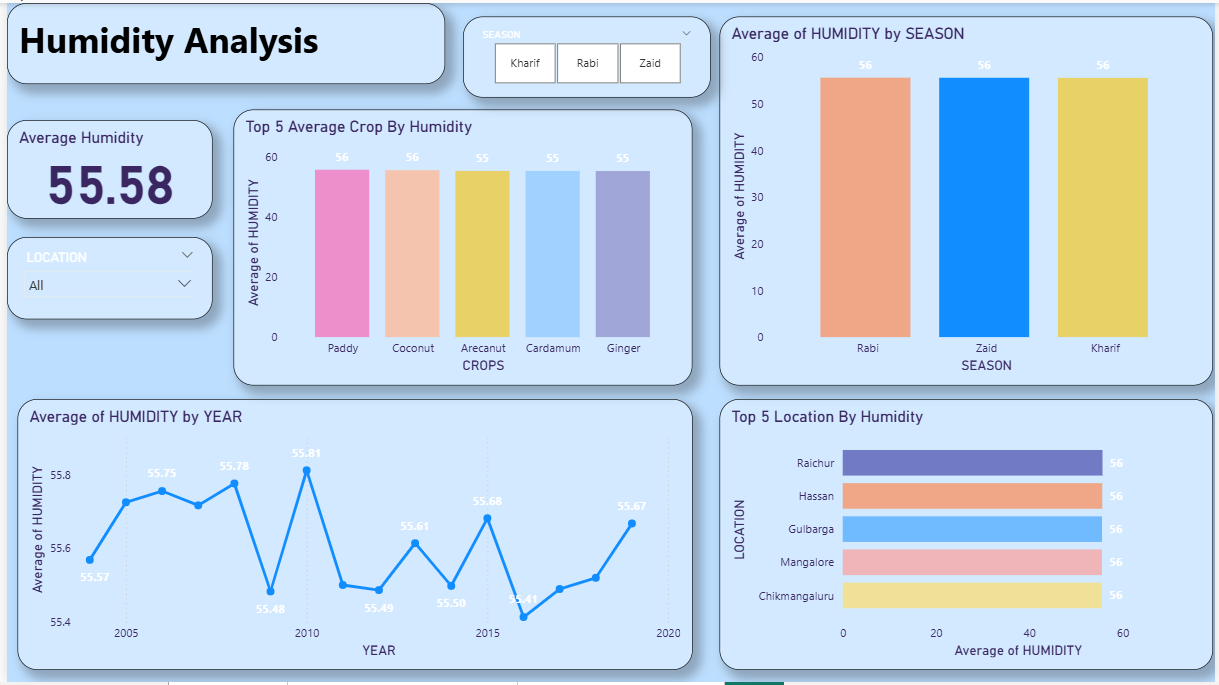 Humidity Analysis
SEASON
Kharif Rabi Zaid
Average Humidity
55.58
LOCATION
All
Top 5 Average Crop By Humidity
Average of HUMIDITY
60
40
20
0
56 56 55 55 55
Paddy Coconut Arecanut Cardamum Ginger
CROPS
Average of HUMIDITY by SEASON
Average of HUMIDITY
60
50
40
30
20
10
0
56 56 56
Rabi Zaid Kharif
SEASON
Average of HUMIDITY by YEAR
Average of HUMIDITY
55.8
55.6
55.4
55.57
55.75
55.78
55.48
55.81
55.49
55.61
55.50
55.68
55.41
55.67
2005 2010 2015 2020
YEAR
Top 5 Location By Humidity
LOCATION
Raichur 56
Hassan 56
Gulbarga 56
Mangalore 56
Chikmangaluru 56
0 20 40 60
Average of HUMIDITY